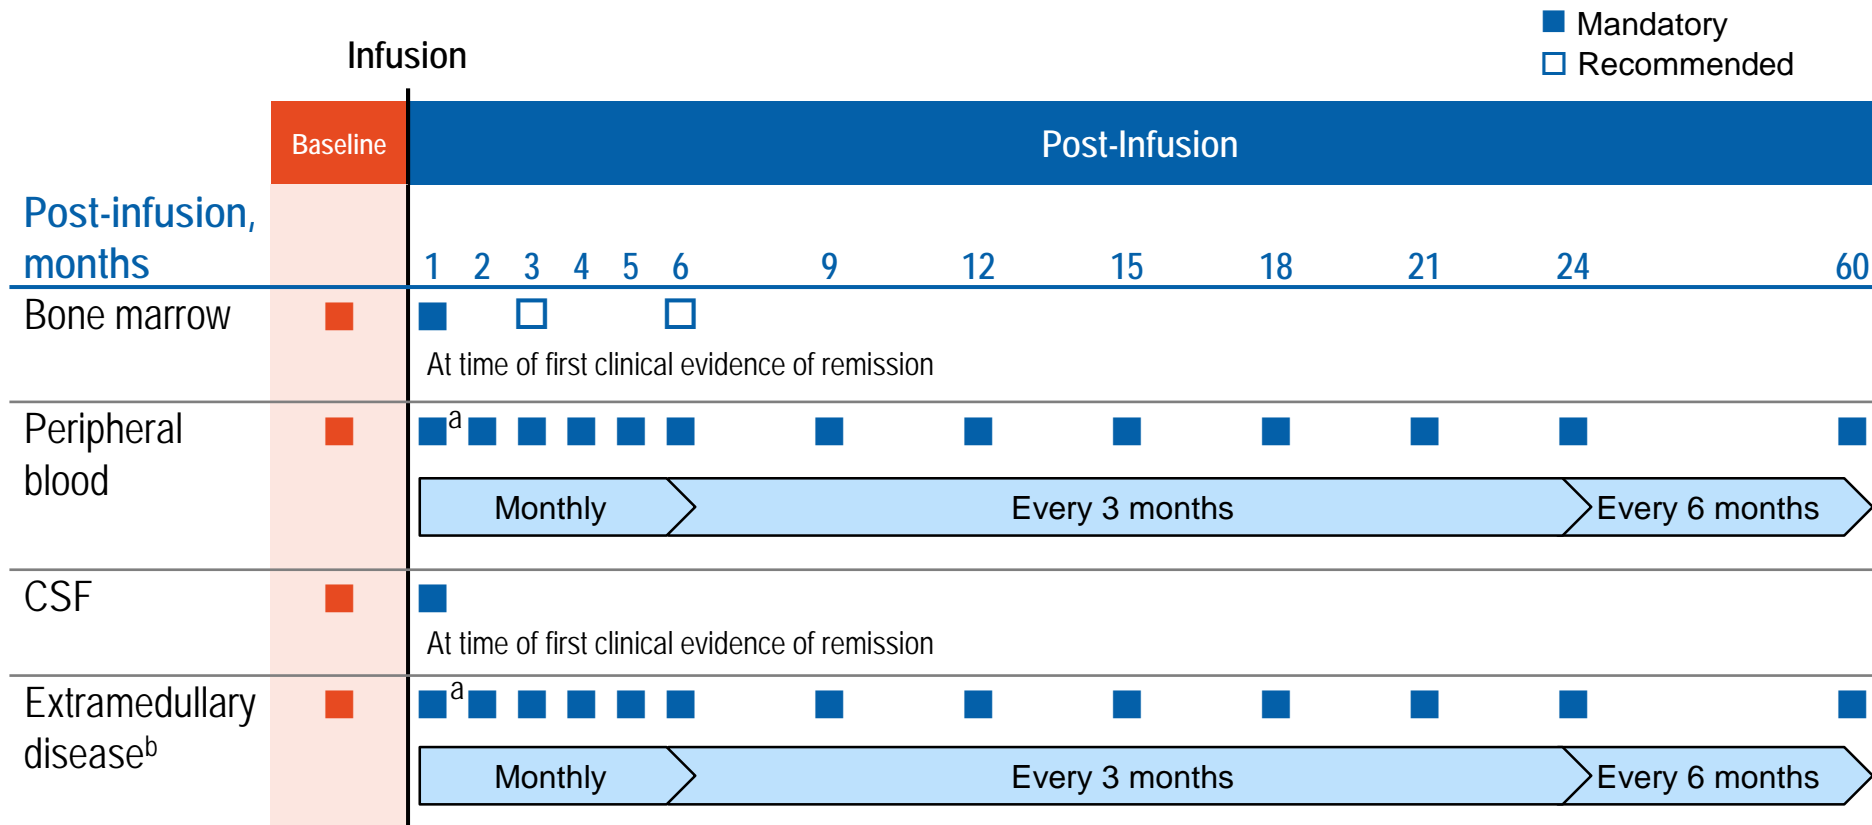 Mandatory
Recommended
Infusion
Baseline
Post-Infusion
Post-infusion,
months
1 2 3 4 5 6 9 12 15 18 21 24 60
Bone marrow
At time of first clinical evidence of remission
Peripheral
blood
a
Monthly
Every 3 months
Every 6 months
CSF
At time of first clinical evidence of remission
Extramedullary
disease^b
a
Monthly
Every 3 months
Every 6 months